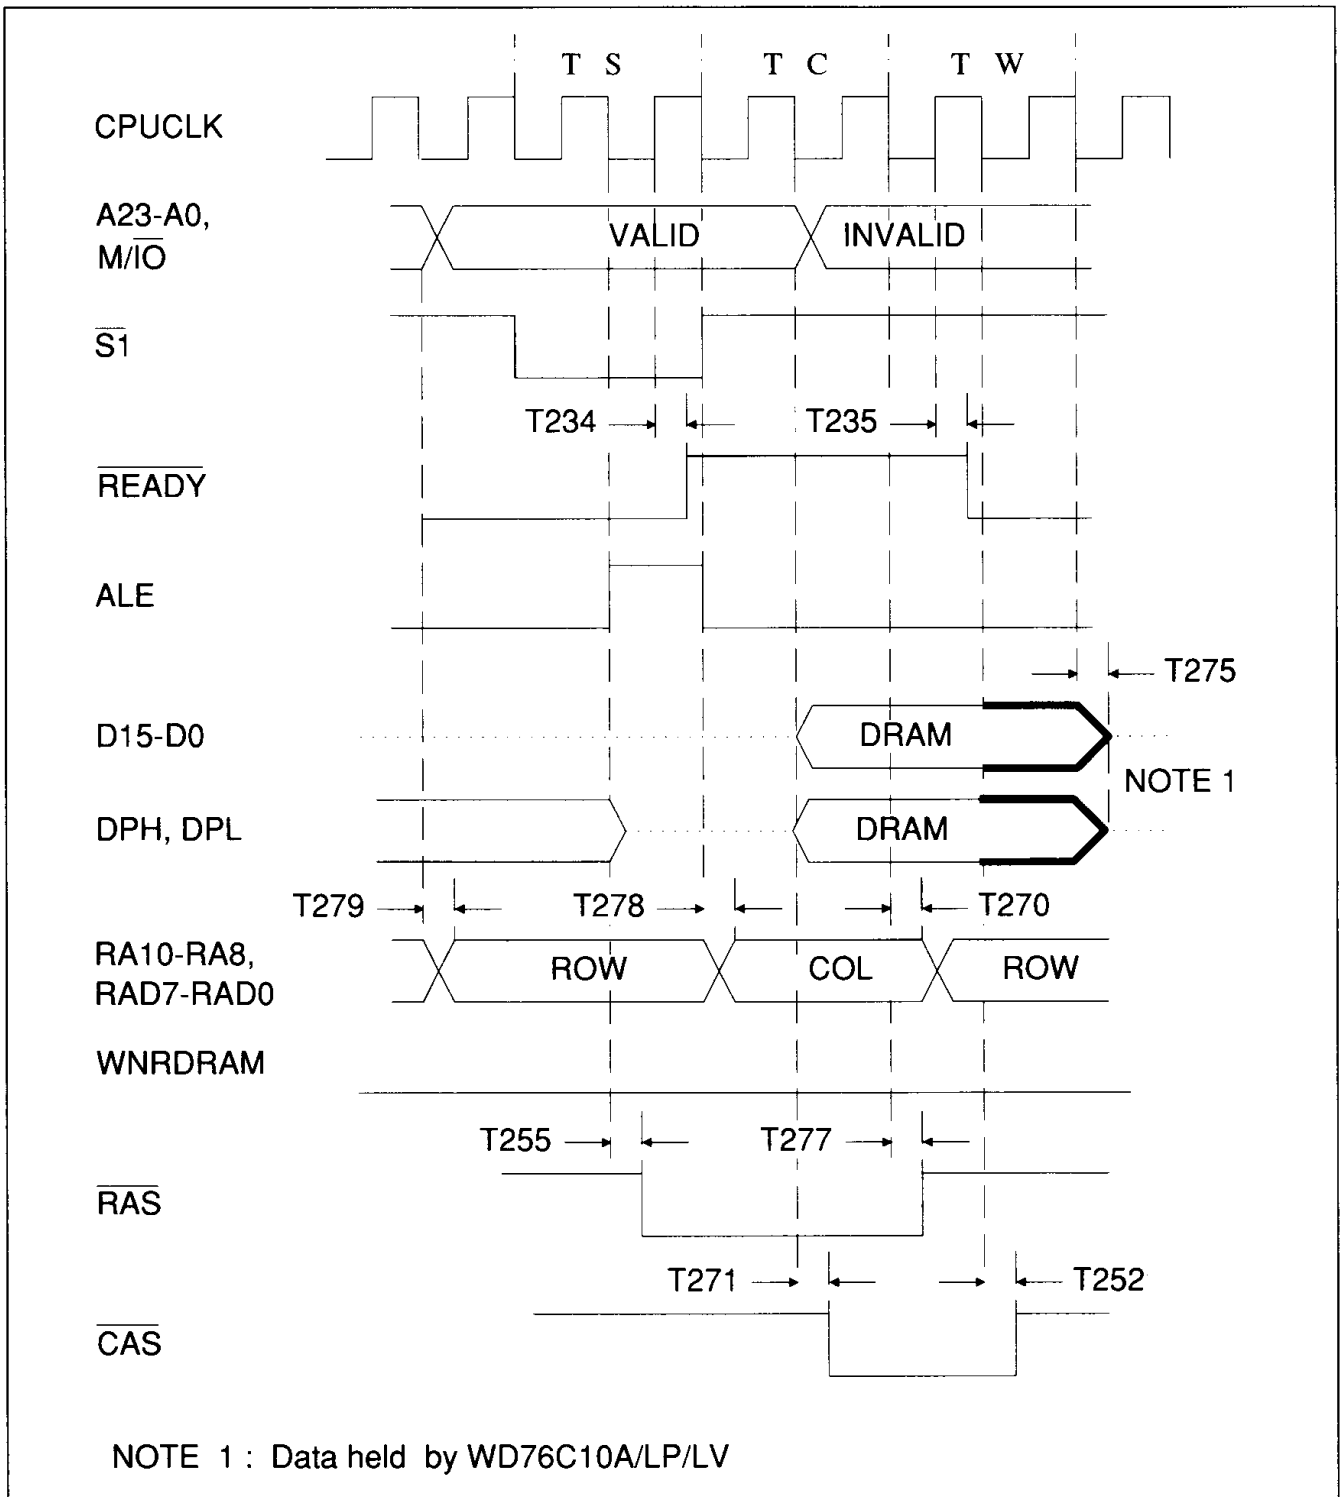 T S
T C
T W
CPUCLK
A23-A0,
M/IO
VALID
INVALID
S1
T234
T235
READY
ALE
T275
D15-D0
DRAM
NOTE 1
DPH, DPL
DRAM
T279
T278
T270
RA10-RA8,
RAD7-RAD0
ROW
COL
ROW
WNRDRAM
T255
T277
RAS
T271
T252
CAS
NOTE 1 : Data held by WD76C10A/LP/LV